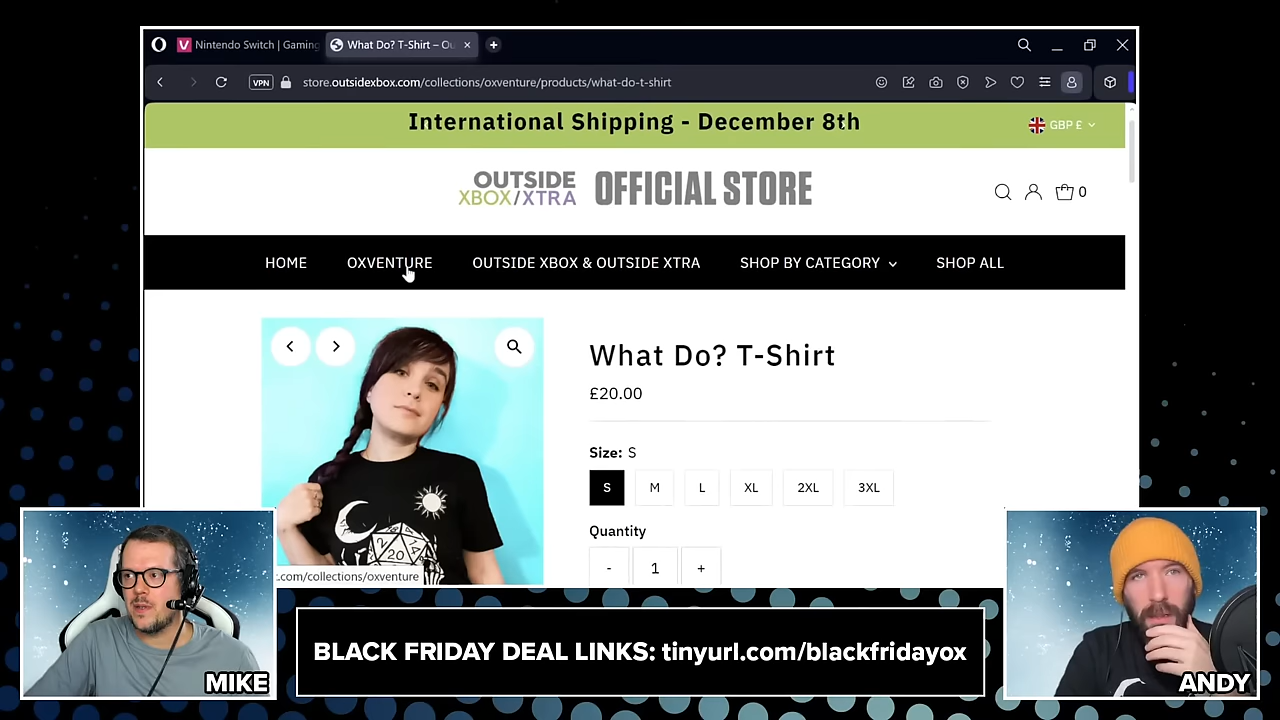 Nintendo Switch | Gaming
What Do? T-Shirt – Ou
VPN
store.outsidexbox.com/collections/oxventure/products/what-do-t-shirt
International Shipping - December 8th
GBP £
OUTSIDE
XBOX/XTRA
OFFICIAL STORE
0
HOME
OXVENTURE
OUTSIDE XBOX & OUTSIDE XTRA
SHOP BY CATEGORY
SHOP ALL
What Do? T-Shirt
£20.00
Size: S
S
M
L
XL
2XL
3XL
Quantity
-
1
+
20
.com/collections/oxventure
BLACK FRIDAY DEAL LINKS: tinyurl.com/blackfridayox
MIKE
ANDY